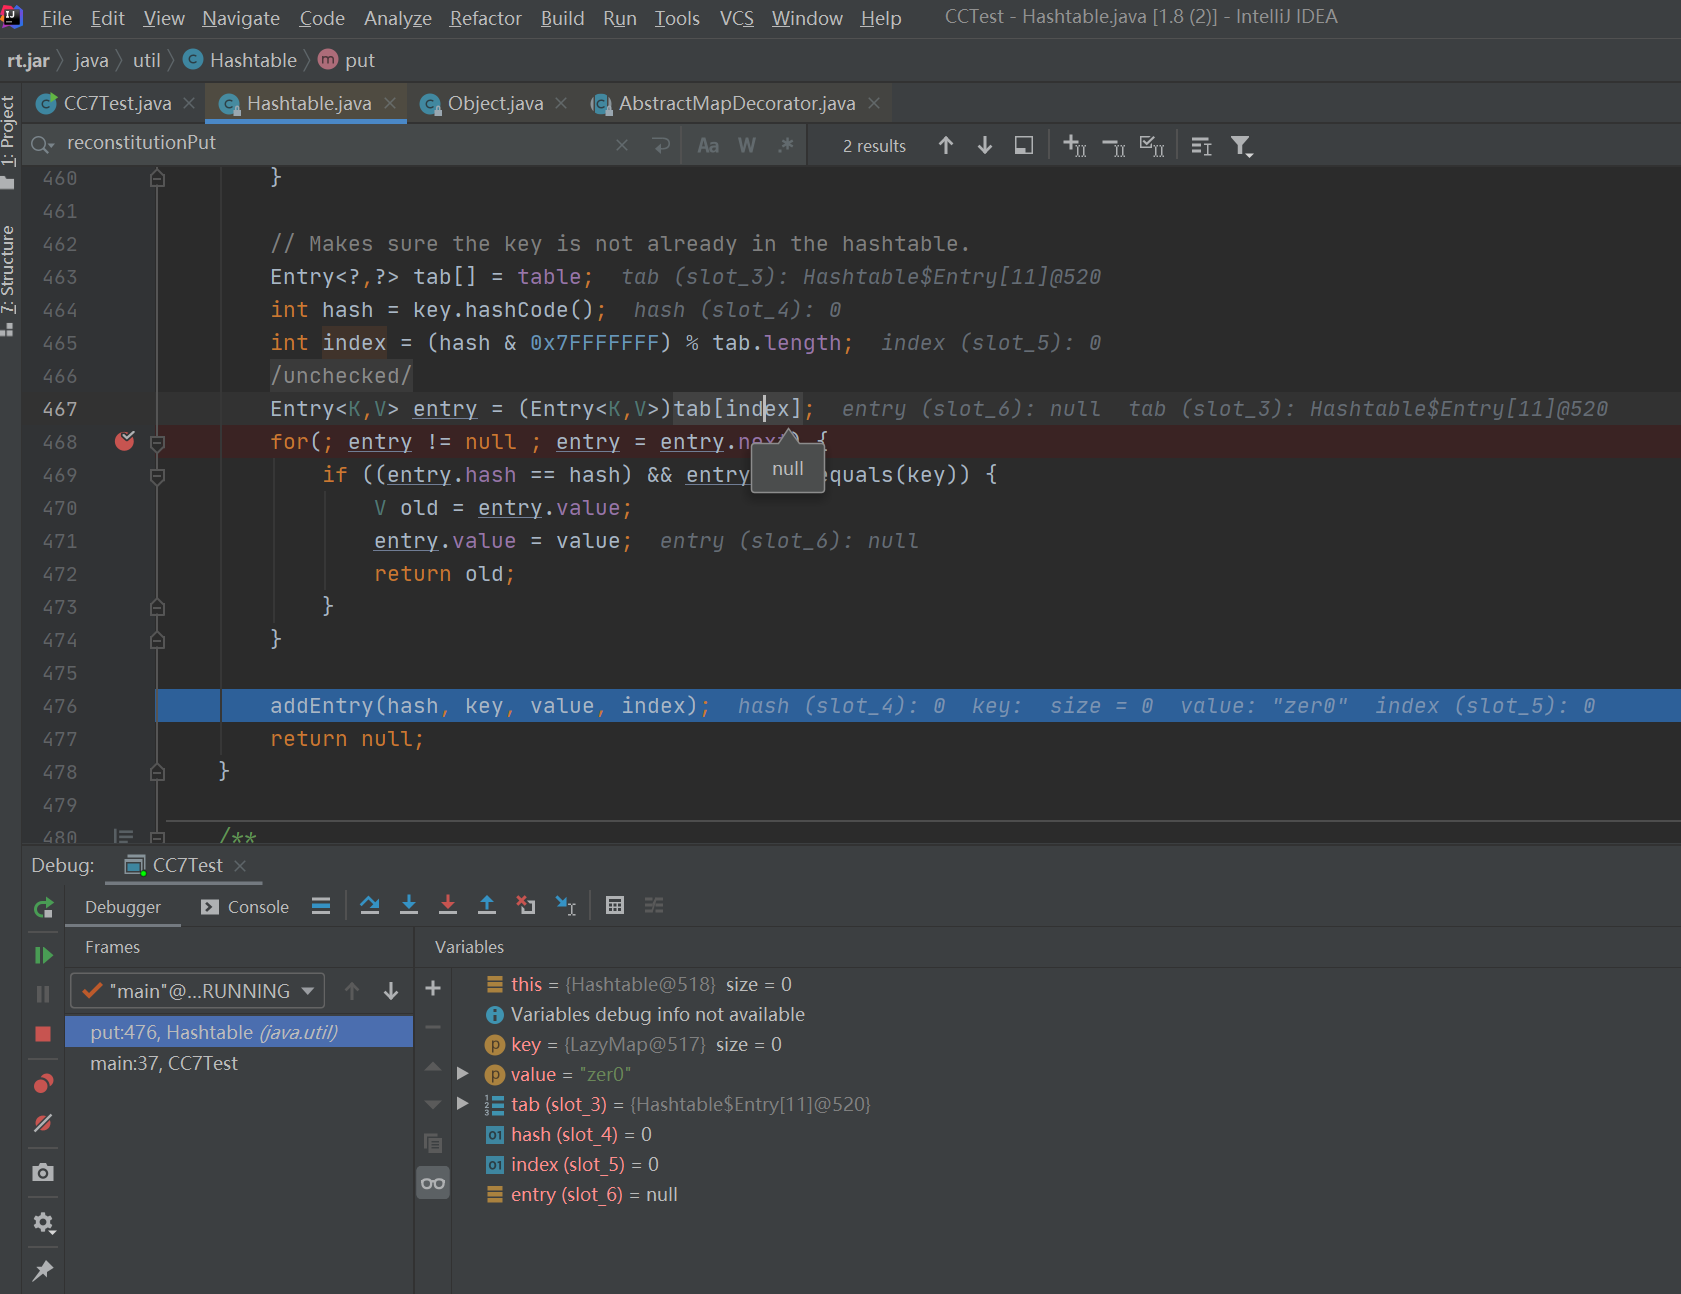 File Edit View Navigate Code Analyze Refactor Build Run Tools VCS Window Help CCTest - Hashtable.java [1.8 (2)] - IntelliJ IDEA
rt.jar java util Hashtable put
CC7Test.java Hashtable.java Object.java AbstractMapDecorator.java
reconstitutionPut Aa W .* 2 results
1: Project
7: Structure
460 }
461
462 // Makes sure the key is not already in the hashtable.
463 Entry<?,?> tab[] = table; tab (slot_3): Hashtable$Entry[11]@520
464 int hash = key.hashCode(); hash (slot_4): 0
465 int index = (hash & 0x7FFFFFFF) % tab.length; index (slot_5): 0
466 /unchecked/
467 Entry<K,V> entry = (Entry<K,V>)tab[index]; entry (slot_6): null tab (slot_3): Hashtable$Entry[11]@520
468 for(; entry != null ; entry = entry.next) {
null
469 if ((entry.hash == hash) && entry quals(key)) {
470 V old = entry.value;
471 entry.value = value; entry (slot_6): null
472 return old;
473 }
474 }
475
476 addEntry(hash, key, value, index); hash (slot_4): 0 key: size = 0 value: "zer0" index (slot_5): 0
477 return null;
478 }
479
480 /**
Debug: CC7Test
Debugger Console
Frames Variables
"main"@...RUNNING
put:476, Hashtable (java.util)
main:37, CC7Test
this = {Hashtable@518} size = 0
Variables debug info not available
key = {LazyMap@517} size = 0
value = "zer0"
tab (slot_3) = {Hashtable$Entry[11]@520}
hash (slot_4) = 0
index (slot_5) = 0
entry (slot_6) = null